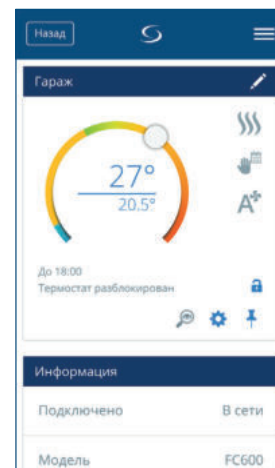 Назад
Гараж
27°
20.5°
A
До 18:00
Термостат разблокирован
Информация
Подключено В сети
Модель FC600